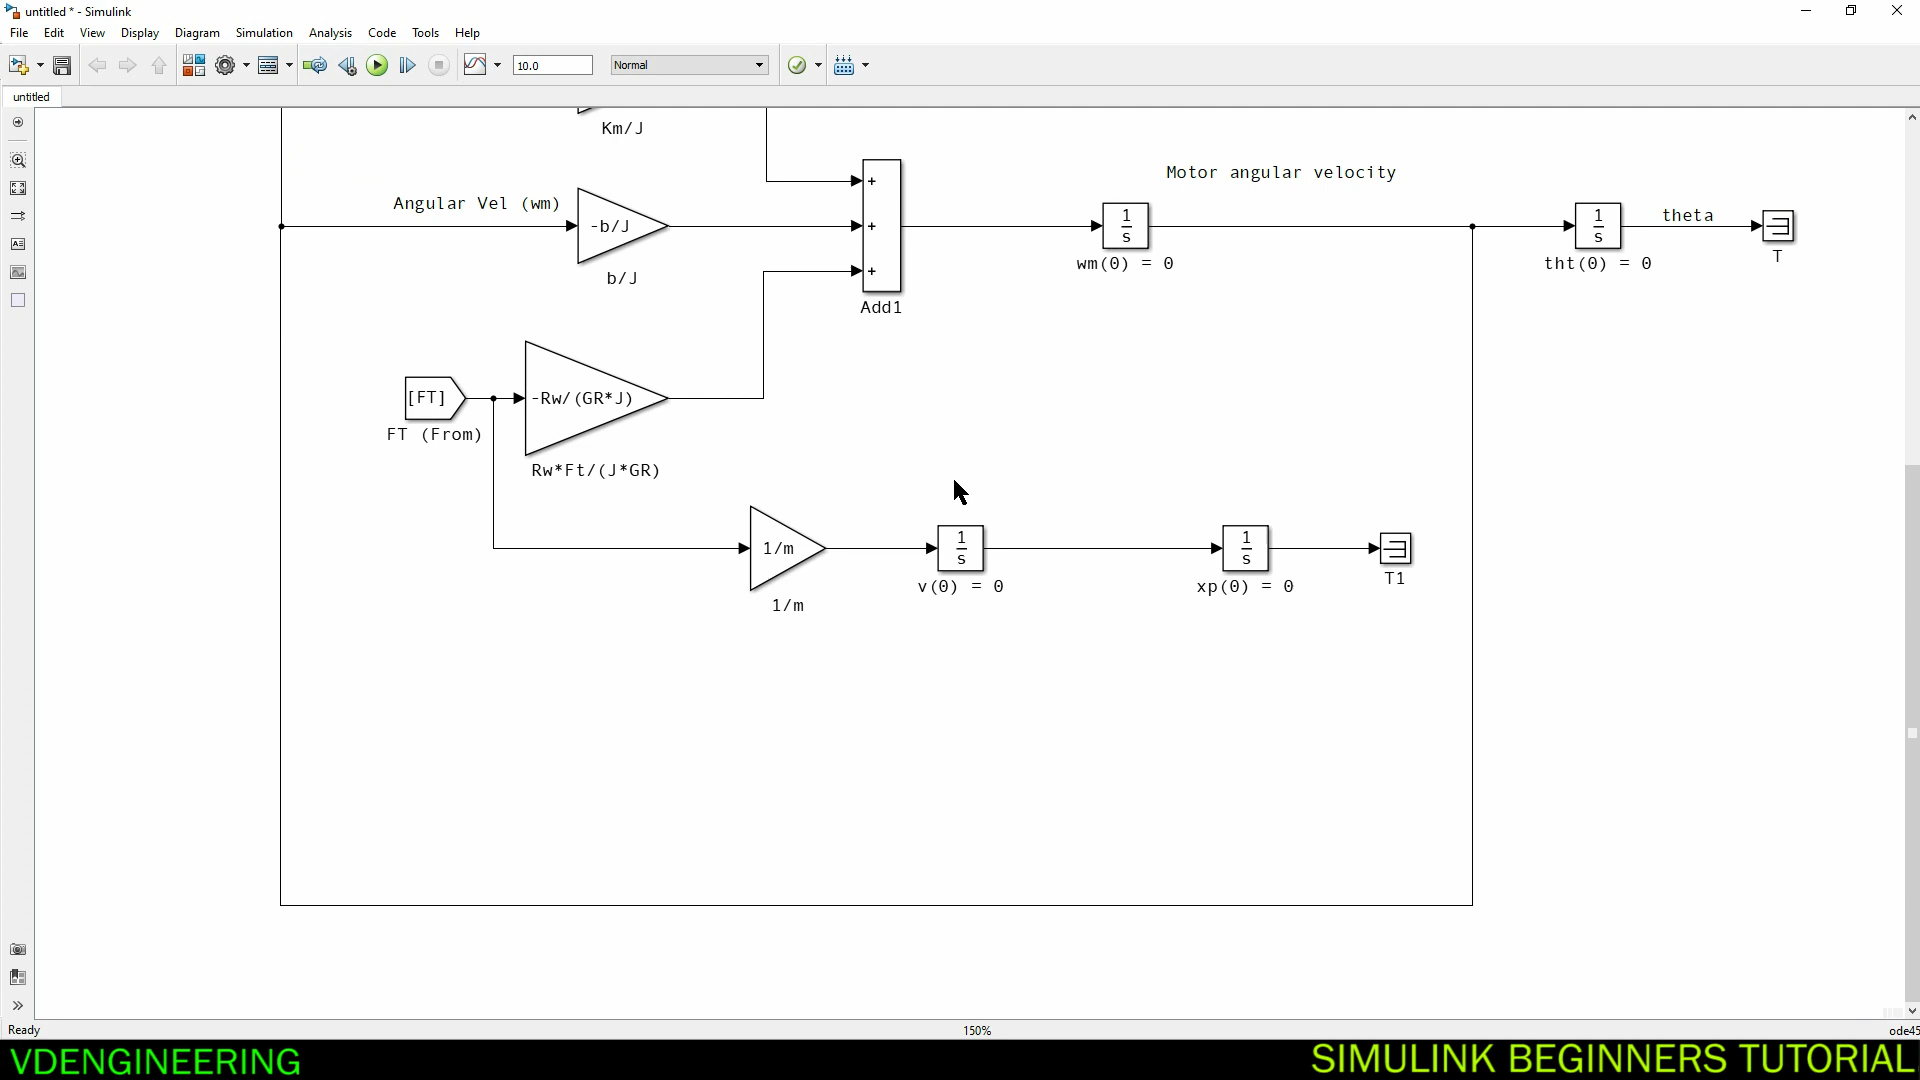 untitled * - Simulink
File Edit View Display Diagram Simulation Analysis Code Tools Help
10.0 Normal
untitled
Km/J
Motor angular velocity
Angular Vel (wm)
-b/J
b/J
+
+
+
Add1
1
s
wm(0) = 0
1
s
tht(0) = 0
theta
T
[FT]
FT (From)
-Rw/(GR*J)
Rw*Ft/(J*GR)
1/m
1/m
1
s
v(0) = 0
1
s
xp(0) = 0
T1
Ready 150% ode45
VDENGINEERING SIMULINK BEGINNERS TUTORIAL